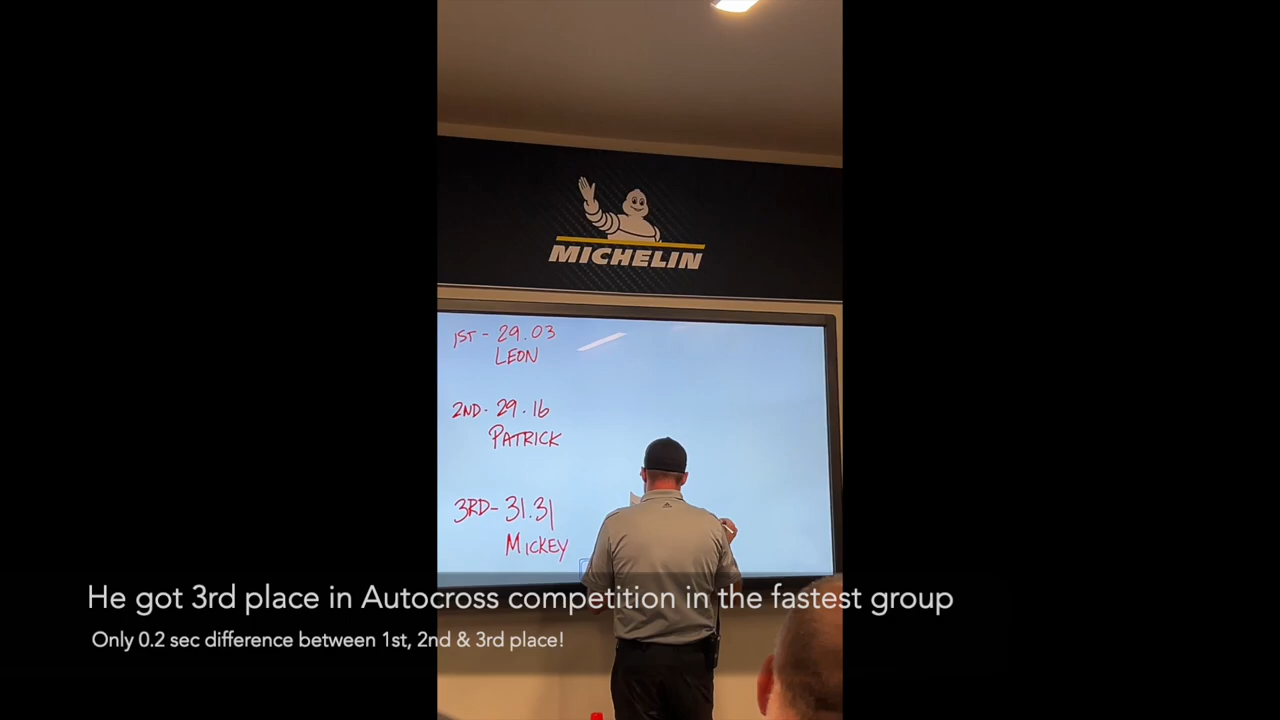 MICHELIN
1ST - 29.03
LEON
2ND - 29.16
PATRICK
3RD - 31.31
MICKEY
He got 3rd place in Autocross competition in the fastest group
Only 0.2 sec difference between 1st, 2nd & 3rd place!